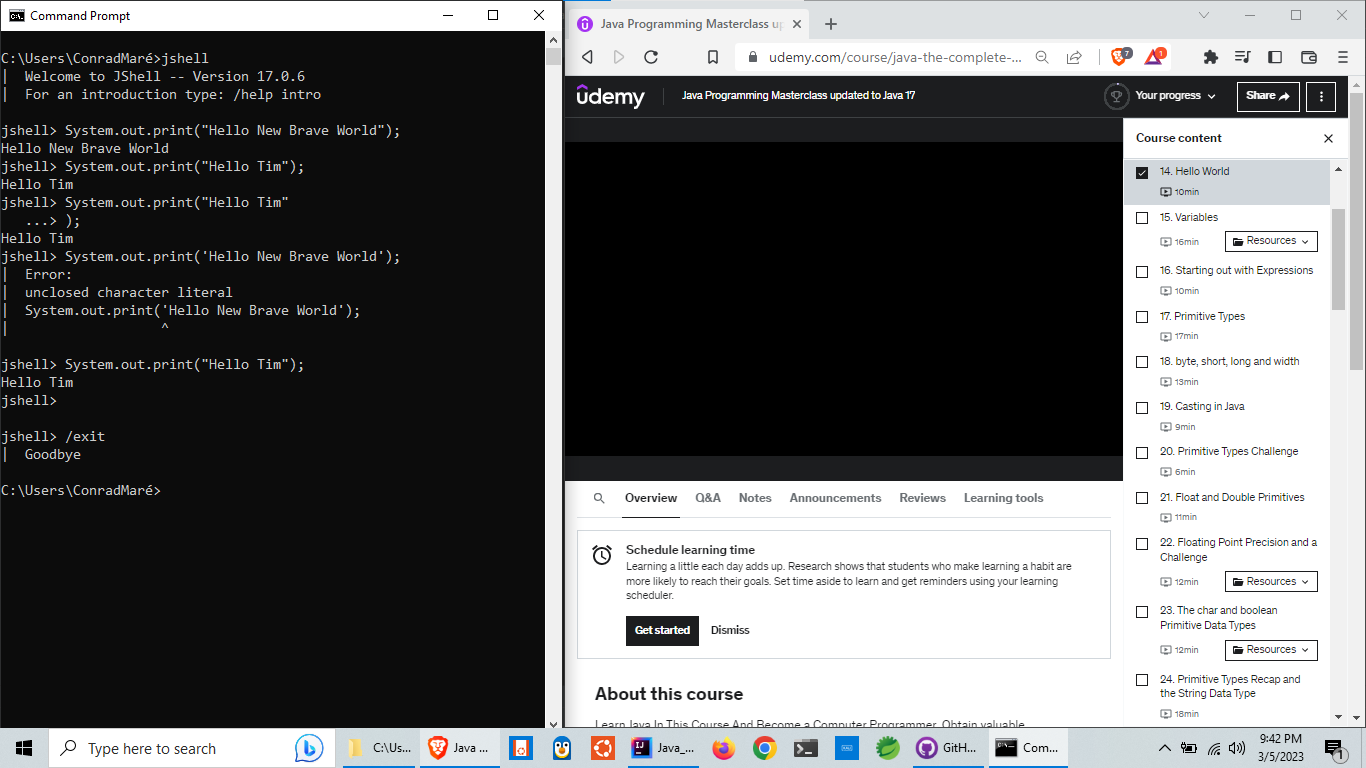 Command Prompt
C:\Users\ConradMaré>jshell
|  Welcome to JShell -- Version 17.0.6
|  For an introduction type: /help intro
jshell> System.out.print("Hello New Brave World");
Hello New Brave World
jshell> System.out.print("Hello Tim");
Hello Tim
jshell> System.out.print("Hello Tim"
   ...> );
Hello Tim
jshell> System.out.print('Hello New Brave World');
|  Error:
|  unclosed character literal
|  System.out.print('Hello New Brave World');
|                   ^
jshell> System.out.print("Hello Tim");
Hello Tim
jshell>
jshell> /exit
|  Goodbye
C:\Users\ConradMaré>
Java Programming Masterclass up
udemy.com/course/java-the-complete-...
7
1
udemy
Java Programming Masterclass updated to Java 17
Your progress
Share
Course content
14. Hello World
10min
15. Variables
16min
Resources
16. Starting out with Expressions
10min
17. Primitive Types
17min
18. byte, short, long and width
13min
19. Casting in Java
9min
20. Primitive Types Challenge
6min
21. Float and Double Primitives
11min
22. Floating Point Precision and a
Challenge
12min
Resources
23. The char and boolean
Primitive Data Types
12min
Resources
24. Primitive Types Recap and
the String Data Type
18min
Overview
Q&A
Notes
Announcements
Reviews
Learning tools
Schedule learning time
Learning a little each day adds up. Research shows that students who make learning a habit are
more likely to reach their goals. Set time aside to learn and get reminders using your learning
scheduler.
Get started
Dismiss
About this course
Learn Java In This Course And Become a Computer Programmer. Obtain valuable
Type here to search
C:\Us...
Java ...
Java_...
GitH...
Com...
9:42 PM
3/5/2023
1